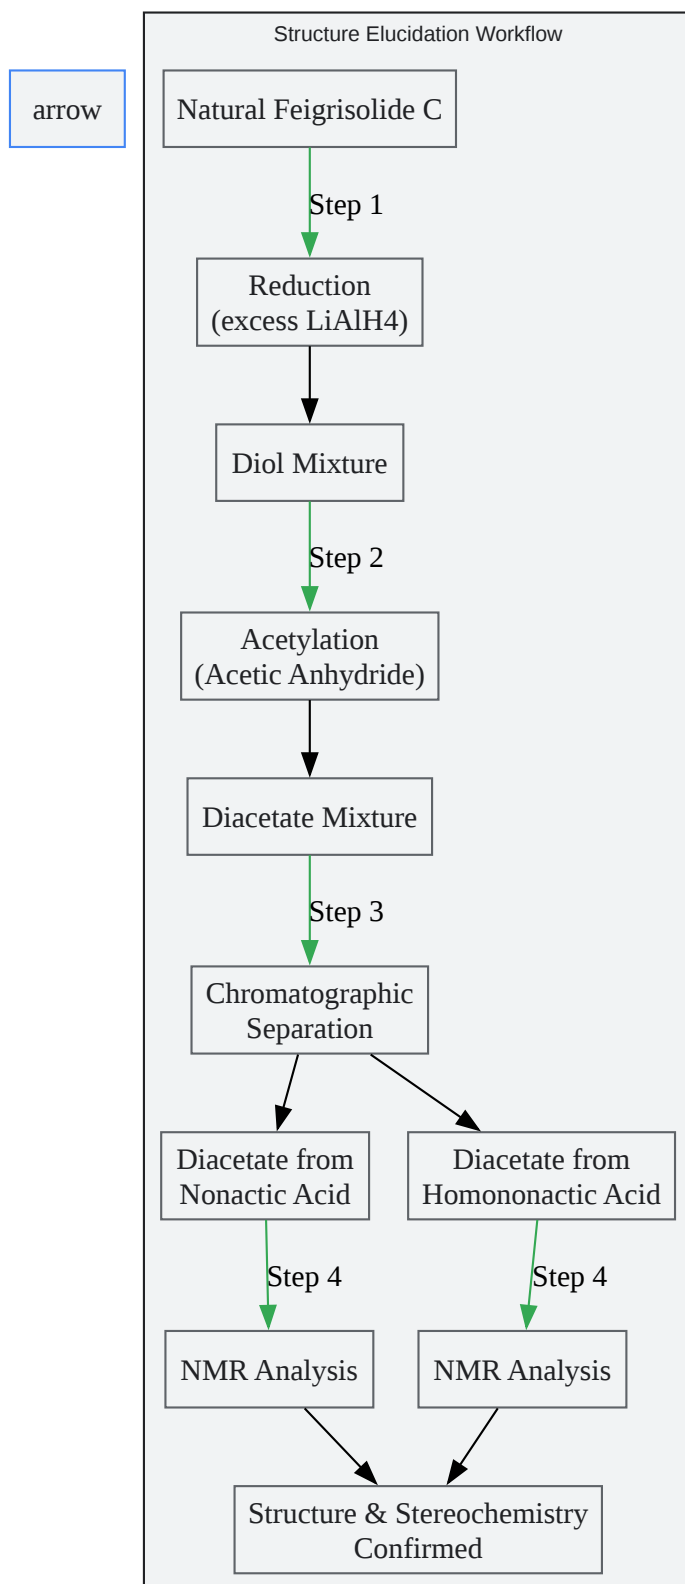 Structure Elucidation Workflow
arrow
Natural Feigrisolide C
Step 1
Reduction
(excess LiAlH4)
Diol Mixture
Step 2
Acetylation
(Acetic Anhydride)
Diacetate Mixture
Step 3
Chromatographic
Separation
Diacetate from
Nonactic Acid
Diacetate from
Homononactic Acid
Step 4
Step 4
NMR Analysis
NMR Analysis
Structure & Stereochemistry
Confirmed